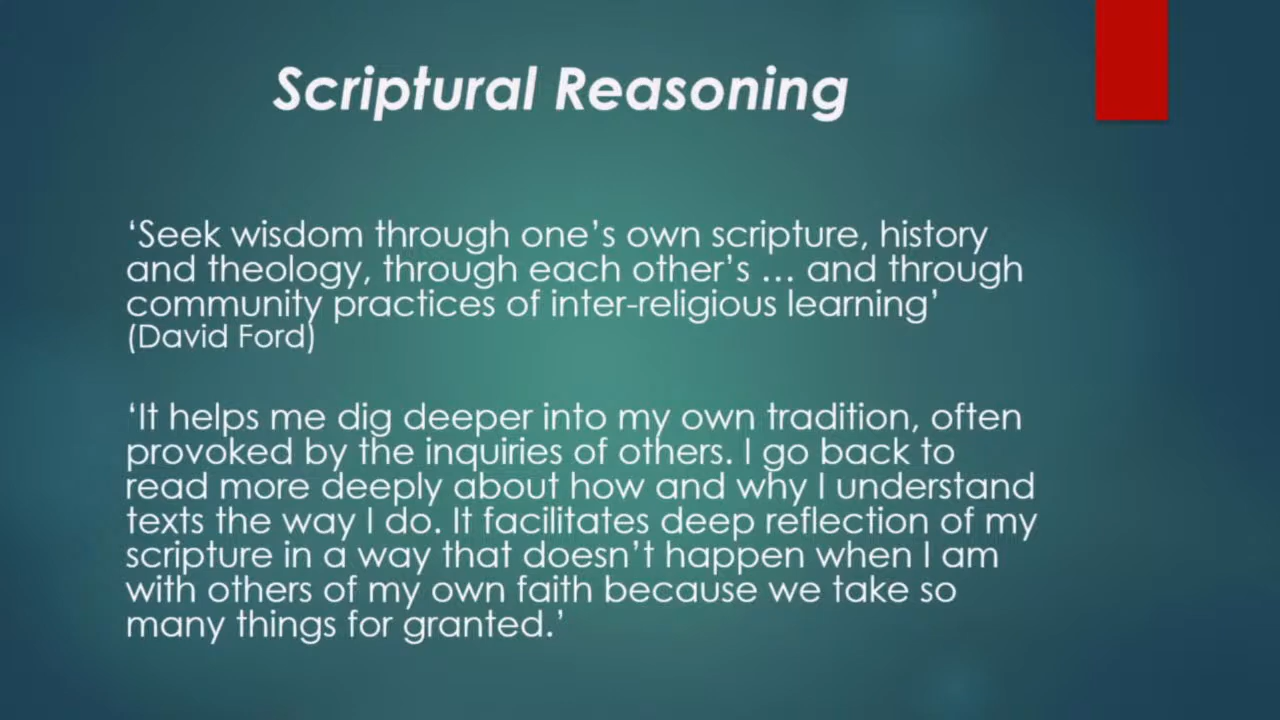 Scriptural Reasoning
‘Seek wisdom through one’s own scripture, history
and theology, through each other’s … and through
community practices of inter-religious learning’
(David Ford)
‘It helps me dig deeper into my own tradition, often
provoked by the inquiries of others. I go back to
read more deeply about how and why I understand
texts the way I do. It facilitates deep reflection of my
scripture in a way that doesn’t happen when I am
with others of my own faith because we take so
many things for granted.’